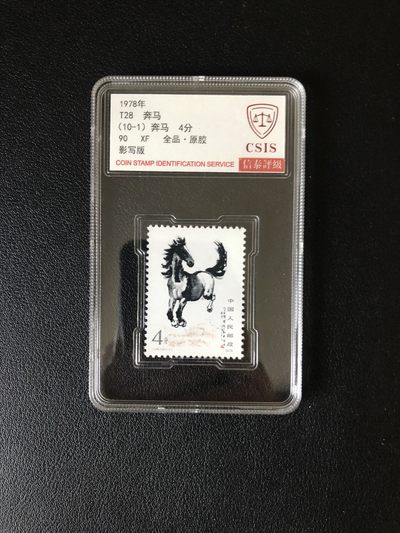 1978年
T28 奔马
(10-1) 奔马 4分
90 XF 全品·原胶
影写版
COIN STAMP IDENTIFICATION SERVICE
CSIS
信泰評級
中国人民邮政
4分